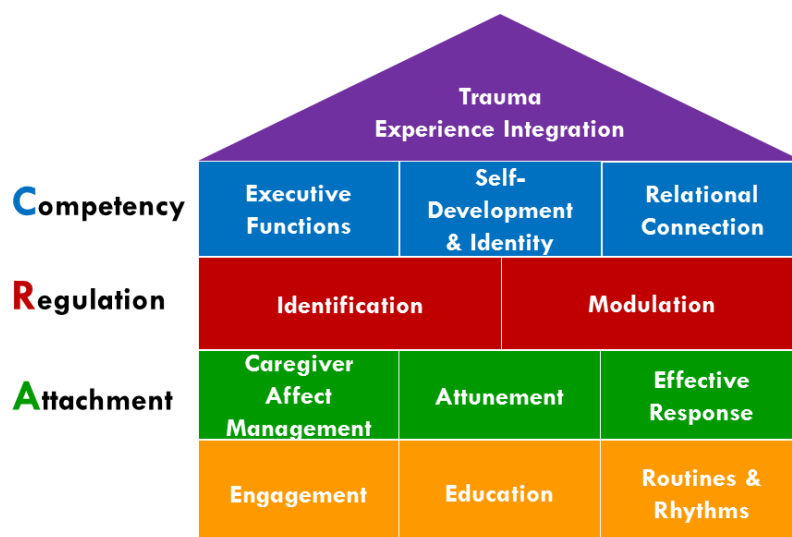 Trauma
Experience Integration
Competency
Executive
Functions
Self-
Development
& Identity
Relational
Connection
Regulation
Identification
Modulation
Attachment
Caregiver
Affect
Management
Attunement
Effective
Response
Engagement
Education
Routines &
Rhythms